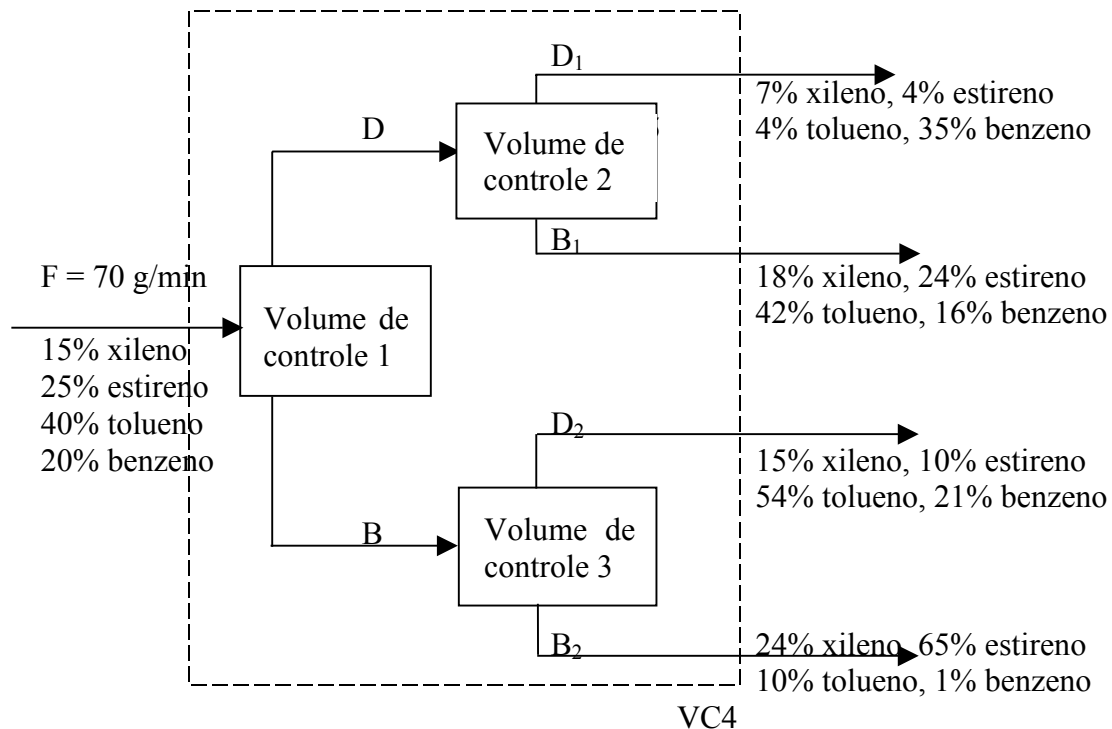 D₁
7% xileno, 4% estireno
4% tolueno, 35% benzeno
D
Volume de
controle 2
B₁
18% xileno, 24% estireno
42% tolueno, 16% benzeno
F = 70 g/min
15% xileno
25% estireno
40% tolueno
20% benzeno
Volume de
controle 1
D₂
15% xileno, 10% estireno
54% tolueno, 21% benzeno
B
Volume de
controle 3
B₂
24% xileno, 65% estireno
10% tolueno, 1% benzeno
VC4